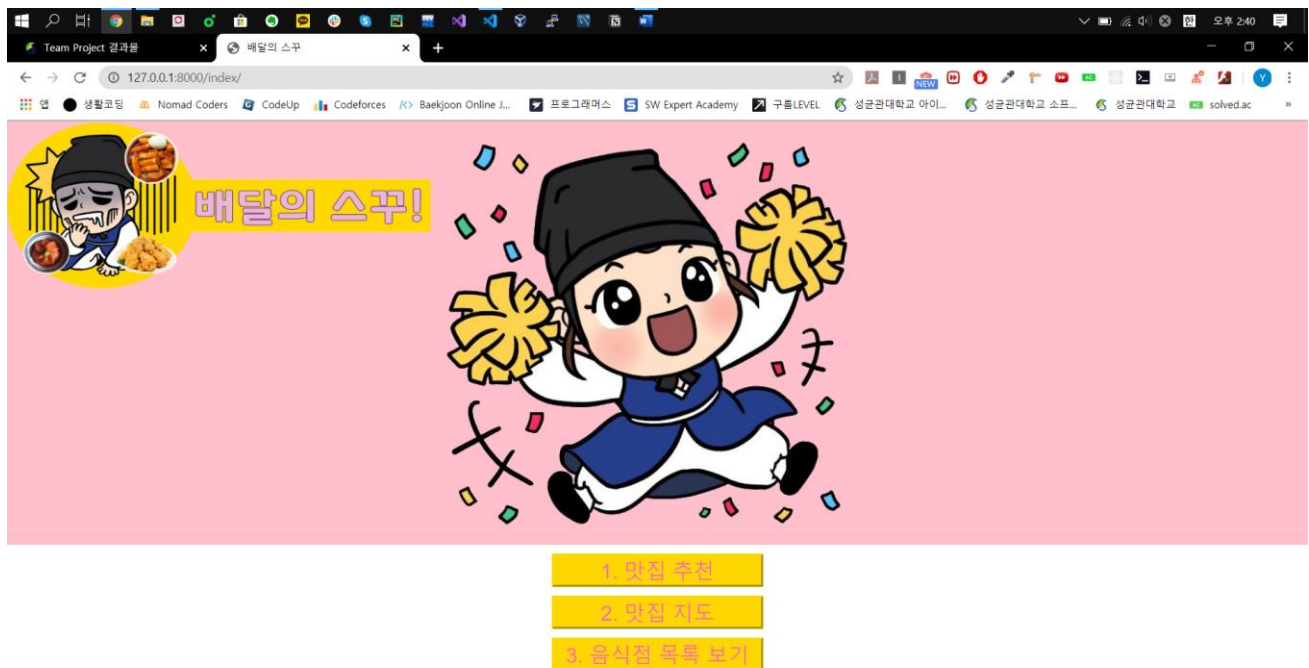 오후 2:40
Team Project 결과물
배달의 스꾸
127.0.0.1:8000/index/
NEW
Y
앱
생활코딩
Nomad Coders
CodeUp
Codeforces
Baekjoon Online J...
프로그래머스
SW Expert Academy
구름LEVEL
성균관대학교 아이...
성균관대학교 소프...
성균관대학교
solved.ac
배달의 스꾸!
1. 맛집 추천
2. 맛집 지도
3. 음식점 목록 보기